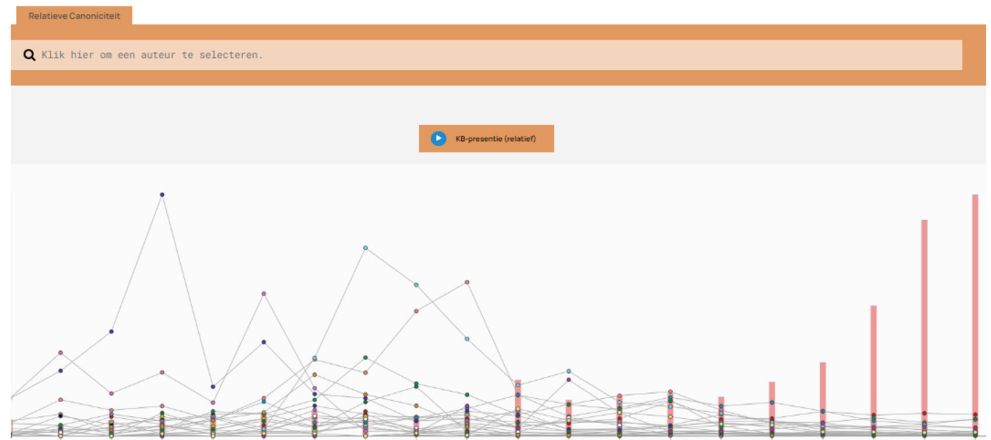 Relatieve Canoniciteit
Klik hier om een auteur te selecteren.
KB-presentie (relatief)